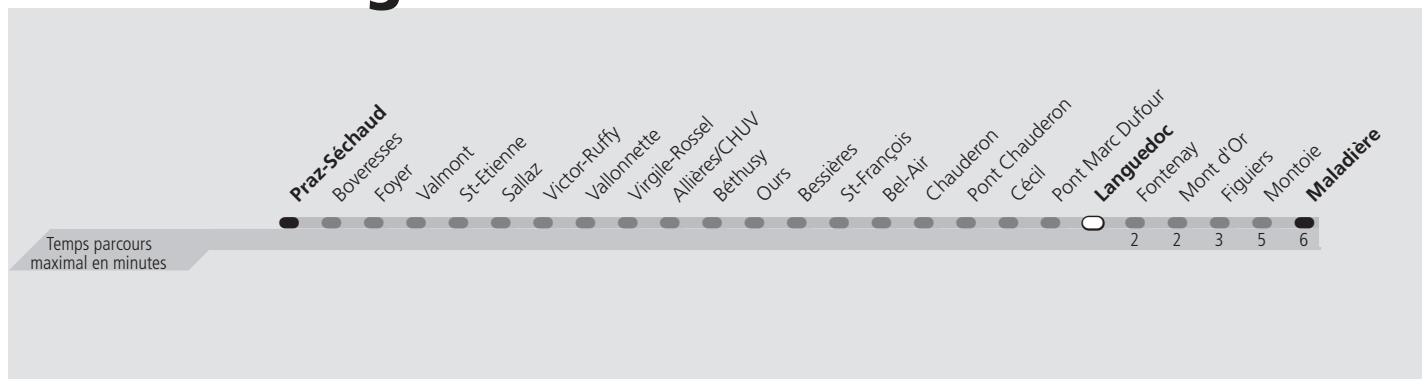 Praz-Séchaud
Boveresses
Foyer
Valmont
St-Etienne
Sallaz
Victor-Ruffy
Vallonnette
Virgile-Rossel
Allières/CHUV
Béthusy
Ours
Bessières
St-François
Bel-Air
Chauderon
Pont Chauderon
Cécil
Pont Marc Dufour
Languedoc
Fontenay
Mont d'Or
Figuiers
Montoie
Maladière
Temps parcours
maximal en minutes
2 2 3 5 6